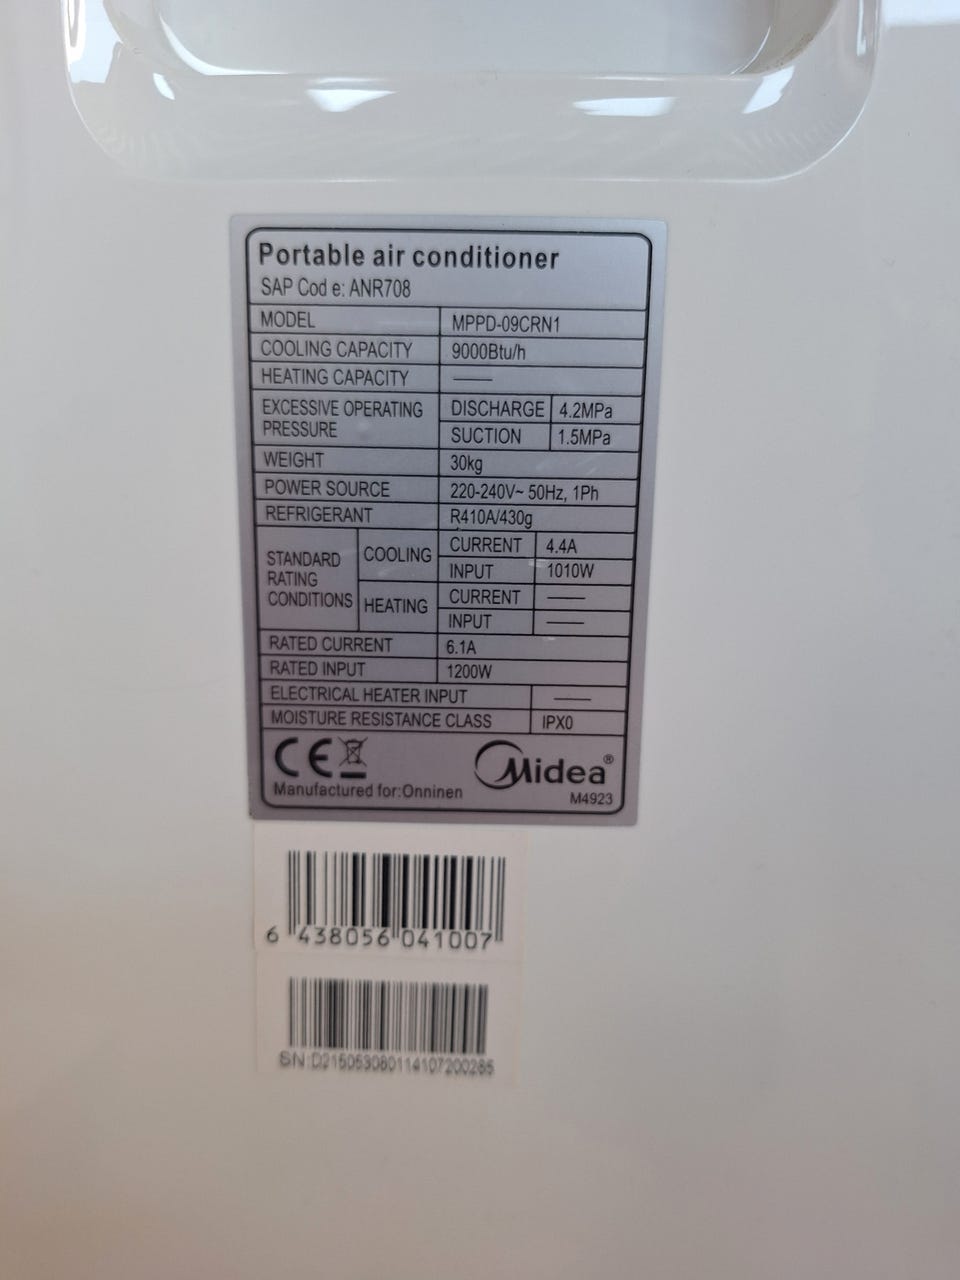 Portable air conditioner
SAP Cod e: ANR708
MODEL MPPD-09CRN1
COOLING CAPACITY 9000Btu/h
HEATING CAPACITY ——
EXCESSIVE OPERATING PRESSURE DISCHARGE 4.2MPa
SUCTION 1.5MPa
WEIGHT 30kg
POWER SOURCE 220-240V~ 50Hz, 1Ph
REFRIGERANT R410A/430g
STANDARD RATING CONDITIONS COOLING CURRENT 4.4A
INPUT 1010W
HEATING CURRENT ——
INPUT ——
RATED CURRENT 6.1A
RATED INPUT 1200W
ELECTRICAL HEATER INPUT ——
MOISTURE RESISTANCE CLASS IPX0
CE Midea®
Manufactured for:Onninen M4923
6 438056 041007
SN:D215053080114107200285